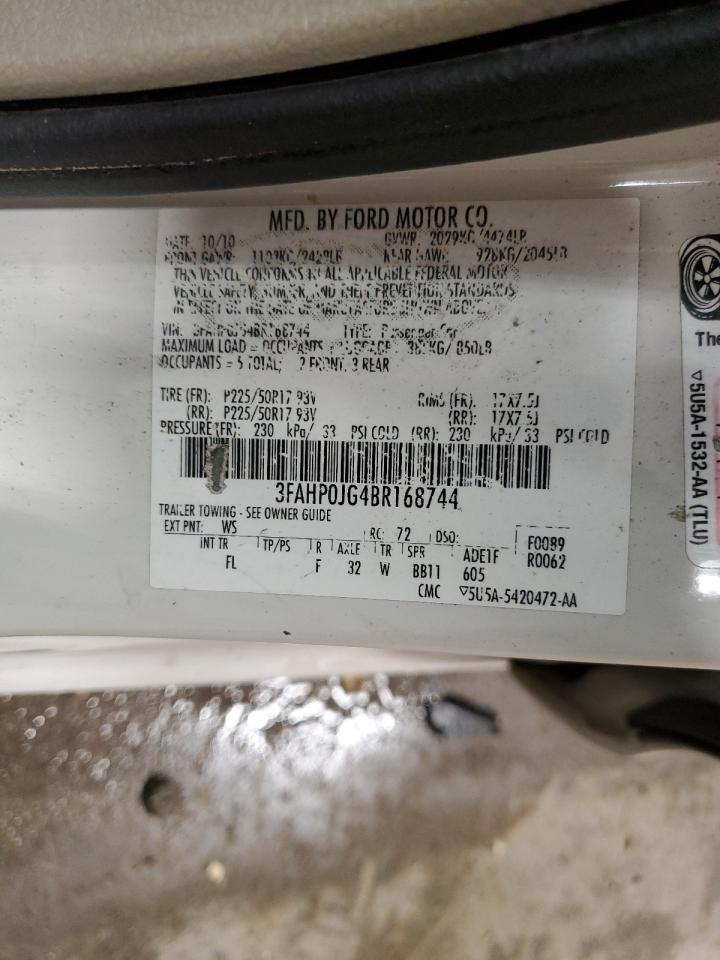 MFD. BY FORD MOTOR CO.
DATE: 10/10 GVWR: 2029KG/4474LB
FRONT GAWR: REAR GAWR: 928KG/2045LB
THIS VEHICLE CONFORMS TO ALL APPLICABLE FEDERAL MOTOR
VEHICLE SAFETY, BUMPER, AND THEFT PREVENTION STANDARDS
IN EFFECT ON THE DATE OF MANUFACTURE SHOWN ABOVE.
VIN: 3FAHP0JG4BR168744 TYPE: Passenger Car
MAXIMUM LOAD = OCCUPANTS + LUGGAGE = KG/ 850LB
OCCUPANTS = 5 TOTAL; 2 FRONT, 3 REAR
TIRE (FR): P225/50R17 93V RIMS (FR): 17X7.5J
(RR): P225/50R17 93V (RR): 17X7.5J
PRESSURE(FR): 230 kPa/ 33 PSI COLD (RR): 230 kPa/ 33 PSI COLD
3FAHP0JG4BR168744
TRAILER TOWING - SEE OWNER GUIDE
EXT PNT: WS RC: 72 DSO: F0089
INT TR TP/PS R AXLE TR SPR ADE1F R0062
FL F 32 W BB11 605
CMC ▽5U5A-5420472-AA
The
▽5U5A-1532-AA (TLU)